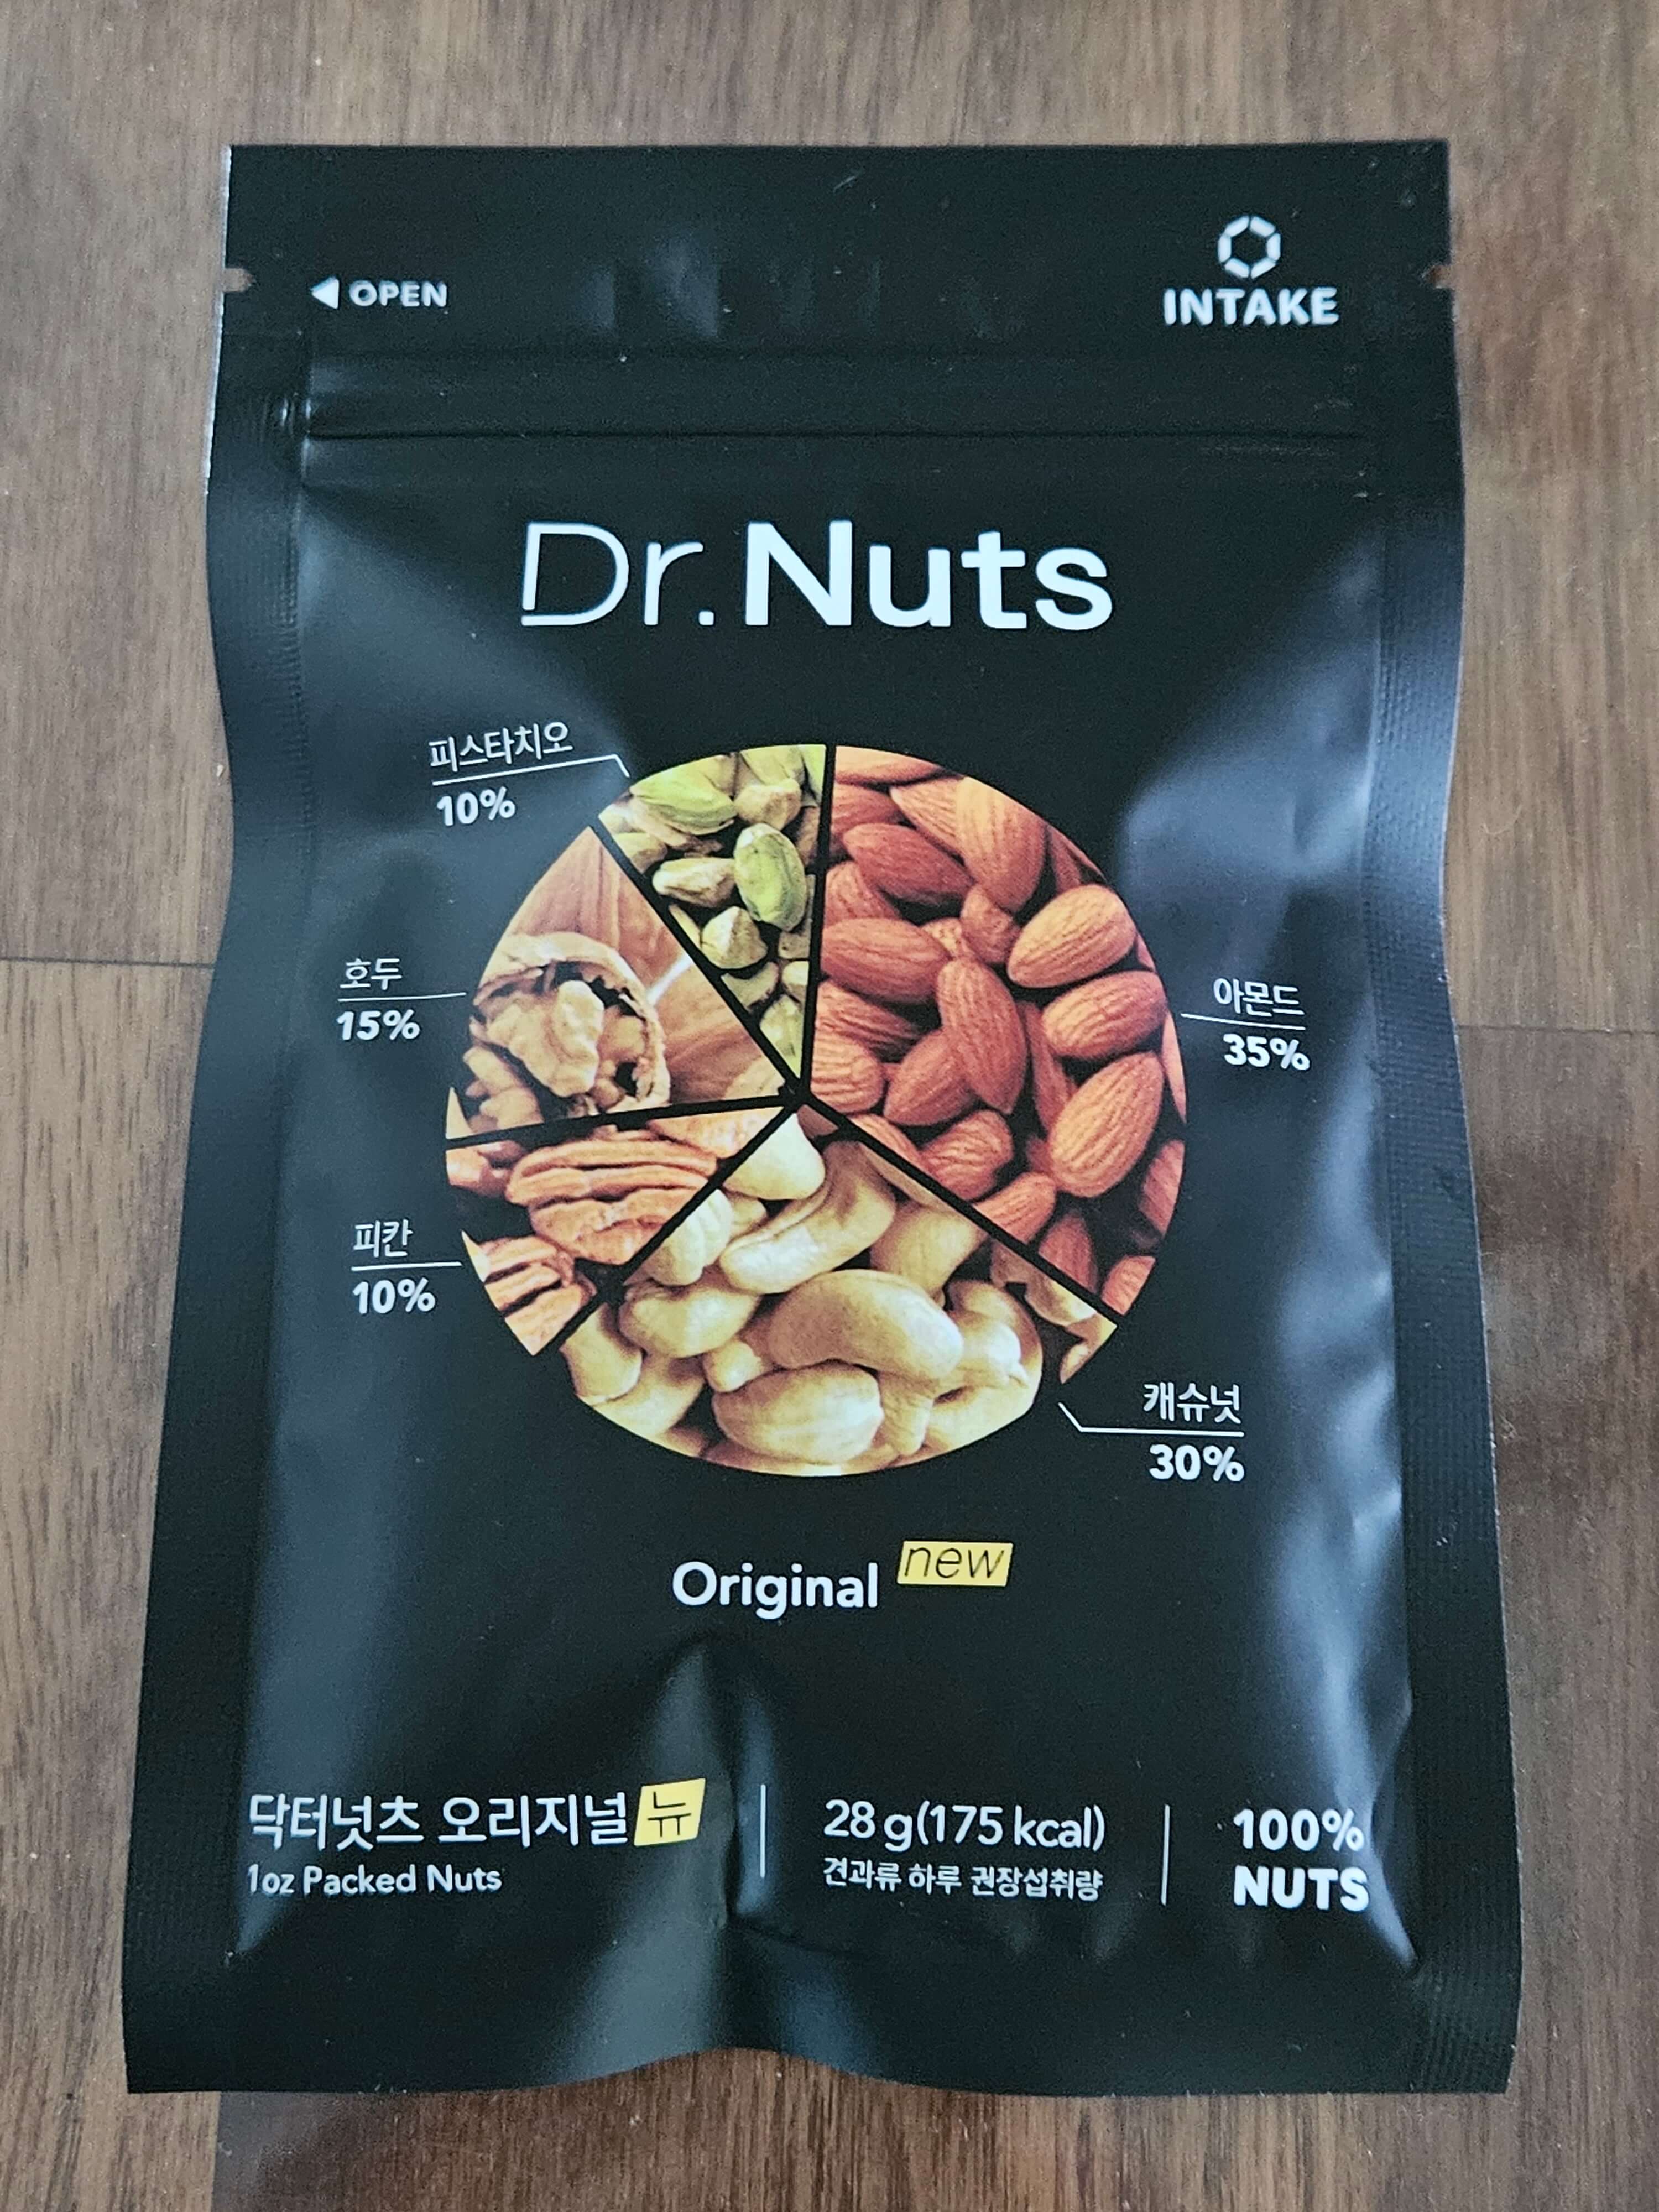 OPEN
INTAKE
Dr.Nuts
피스타치오
10%
호두
15%
아몬드
35%
피칸
10%
캐슈넛
30%
Original new
닥터넛츠 오리지널 뉴
1oz Packed Nuts
28 g(175 kcal)
견과류 하루 권장섭취량
100%
NUTS